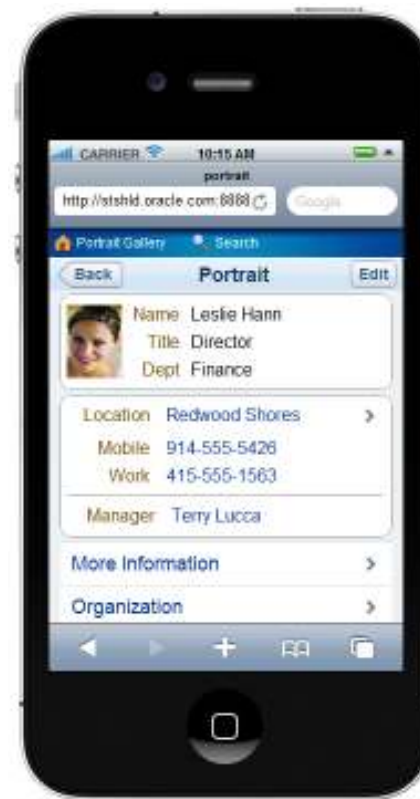 CARRIER 10:15 AM
portrait
http://stshkl.oracle.com:8888 Google
Portrait Gallery Search
Back Portrait Edit
Name Leslie Hann
Title Director
Dept Finance
Location Redwood Shores
Mobile 914-555-5426
Work 415-555-1563
Manager Terry Lucca
More Information
Organization